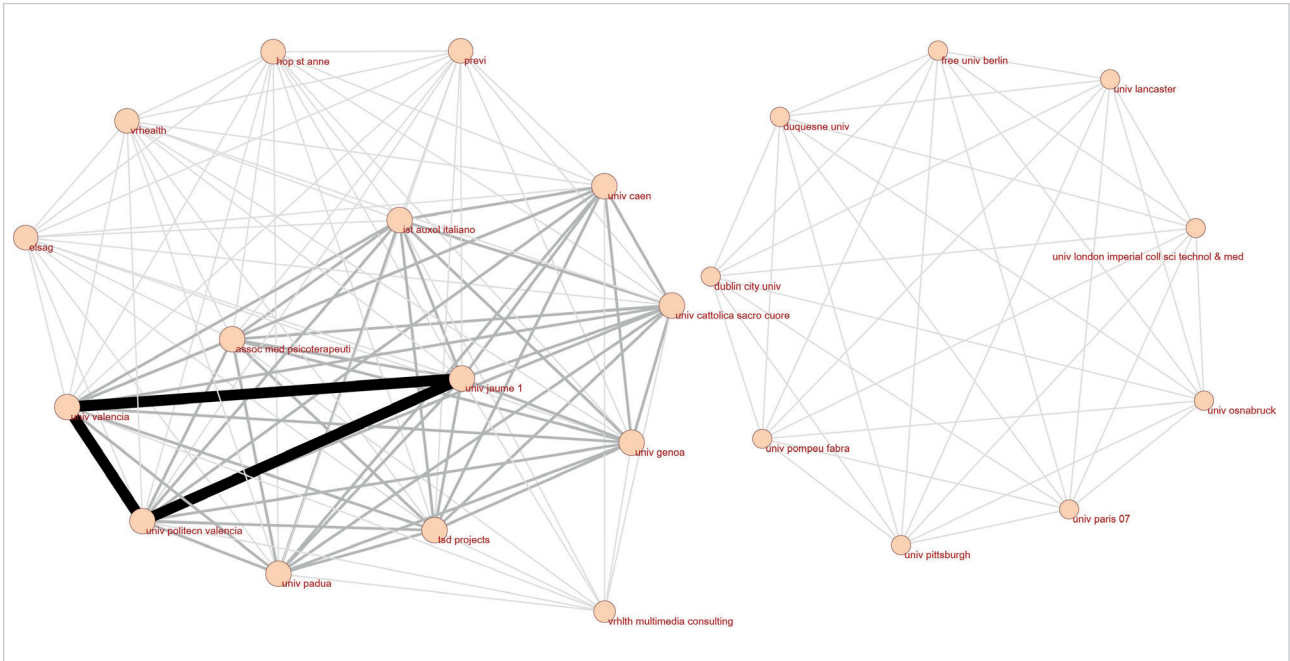 hop st anne
previ
free univ berlin
univ lancaster
vrhealth
duquesne univ
univ caen
ist auxol italiano
elsag
univ london imperial coll sci technol & med
dublin city univ
univ cattolica sacro cuore
assoc med psicoterapeuti
univ jaume 1
univ valencia
univ osnabruck
univ genoa
univ pompeu fabra
univ politecn valencia
tsd projects
univ paris 07
univ pittsburgh
univ padua
vrhlth multimedia consulting